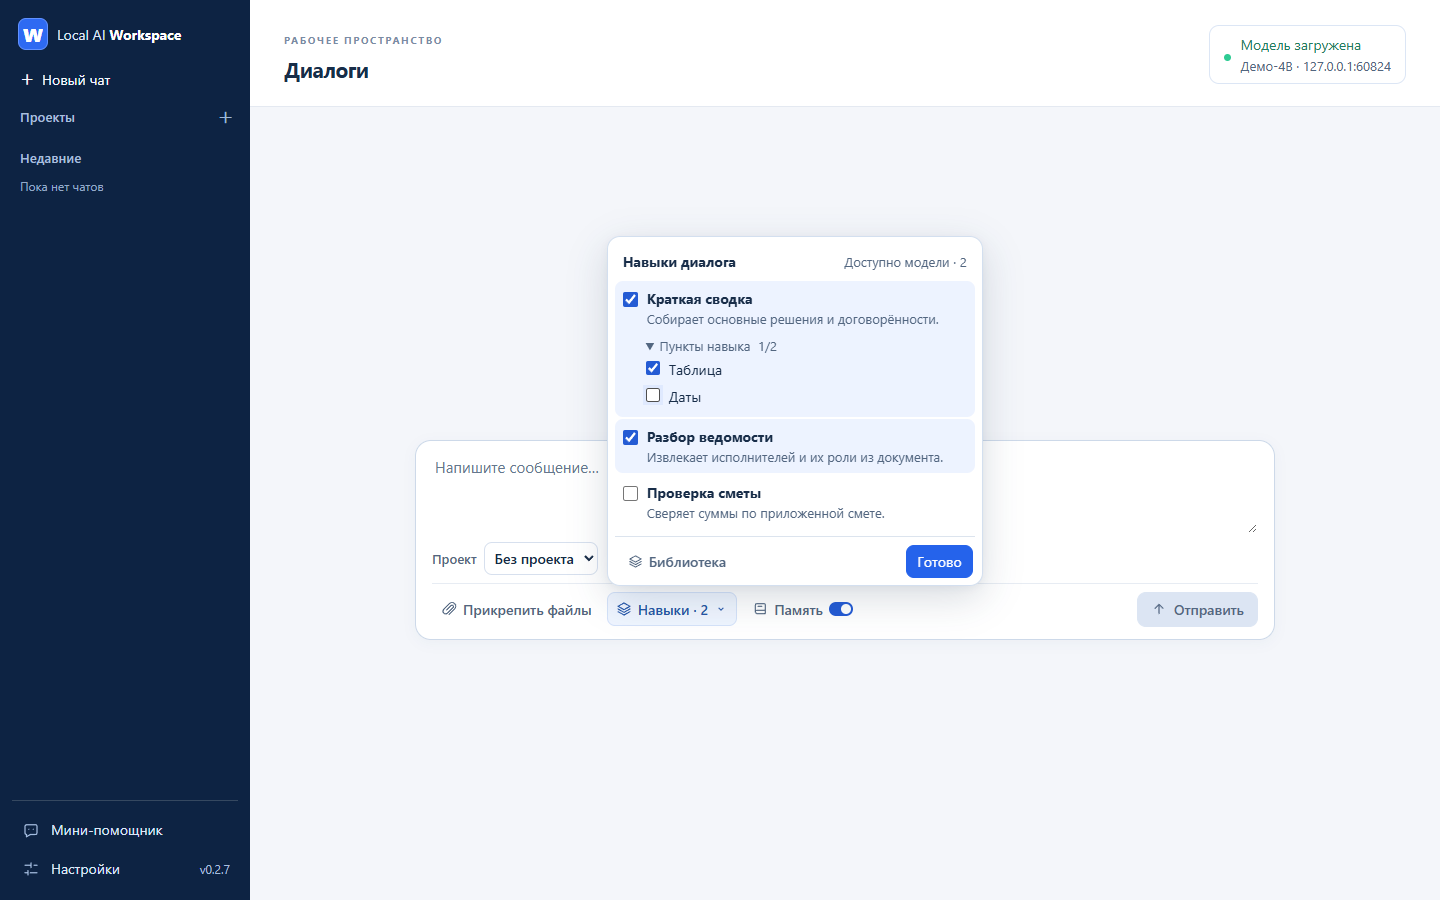 W Local AI Workspace
Новый чат
Проекты
Недавние
Пока нет чатов
Мини-помощник
Настройки v0.2.7
РАБОЧЕЕ ПРОСТРАНСТВО
Диалоги
Модель загружена
Демо-4B · 127.0.0.1:60824
Навыки диалога Доступно модели · 2
Краткая сводка
Собирает основные решения и договорённости.
Пункты навыка 1/2
Таблица
Даты
Разбор ведомости
Извлекает исполнителей и их роли из документа.
Проверка сметы
Сверяет суммы по приложенной смете.
Библиотека Готово
Напишите сообщение...
Проект Без проекта
Прикрепить файлы Навыки · 2 Память Отправить